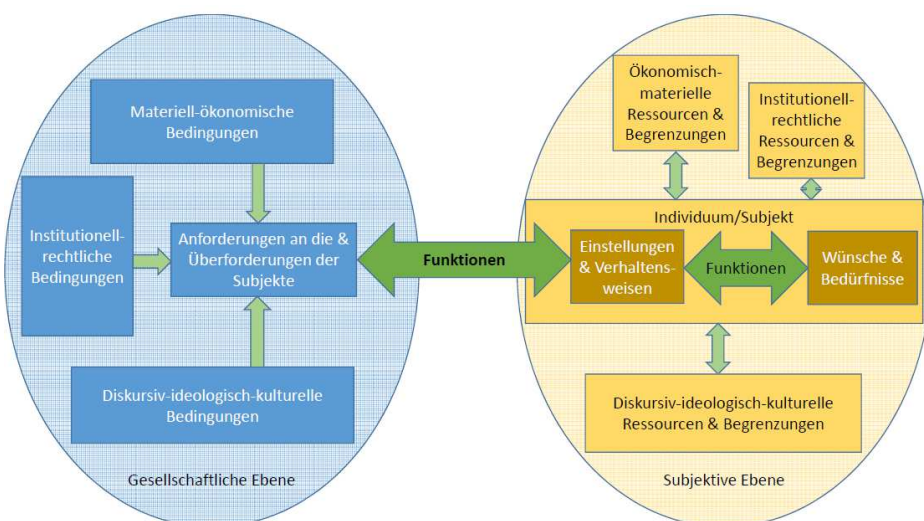 Materiell-ökonomische
Bedingungen
Institutionell-
rechtliche
Bedingungen
Anforderungen an die &
Überforderungen der
Subjekte
Diskursiv-ideologisch-kulturelle
Bedingungen
Gesellschaftliche Ebene
Funktionen
Ökonomisch-
materielle
Ressourcen &
Begrenzungen
Institutionell-
rechtliche
Ressourcen &
Begrenzungen
Individuum/Subjekt
Einstellungen
& Verhaltens-
weisen
Funktionen
Wünsche &
Bedürfnisse
Diskursiv-ideologisch-kulturelle
Ressourcen & Begrenzungen
Subjektive Ebene